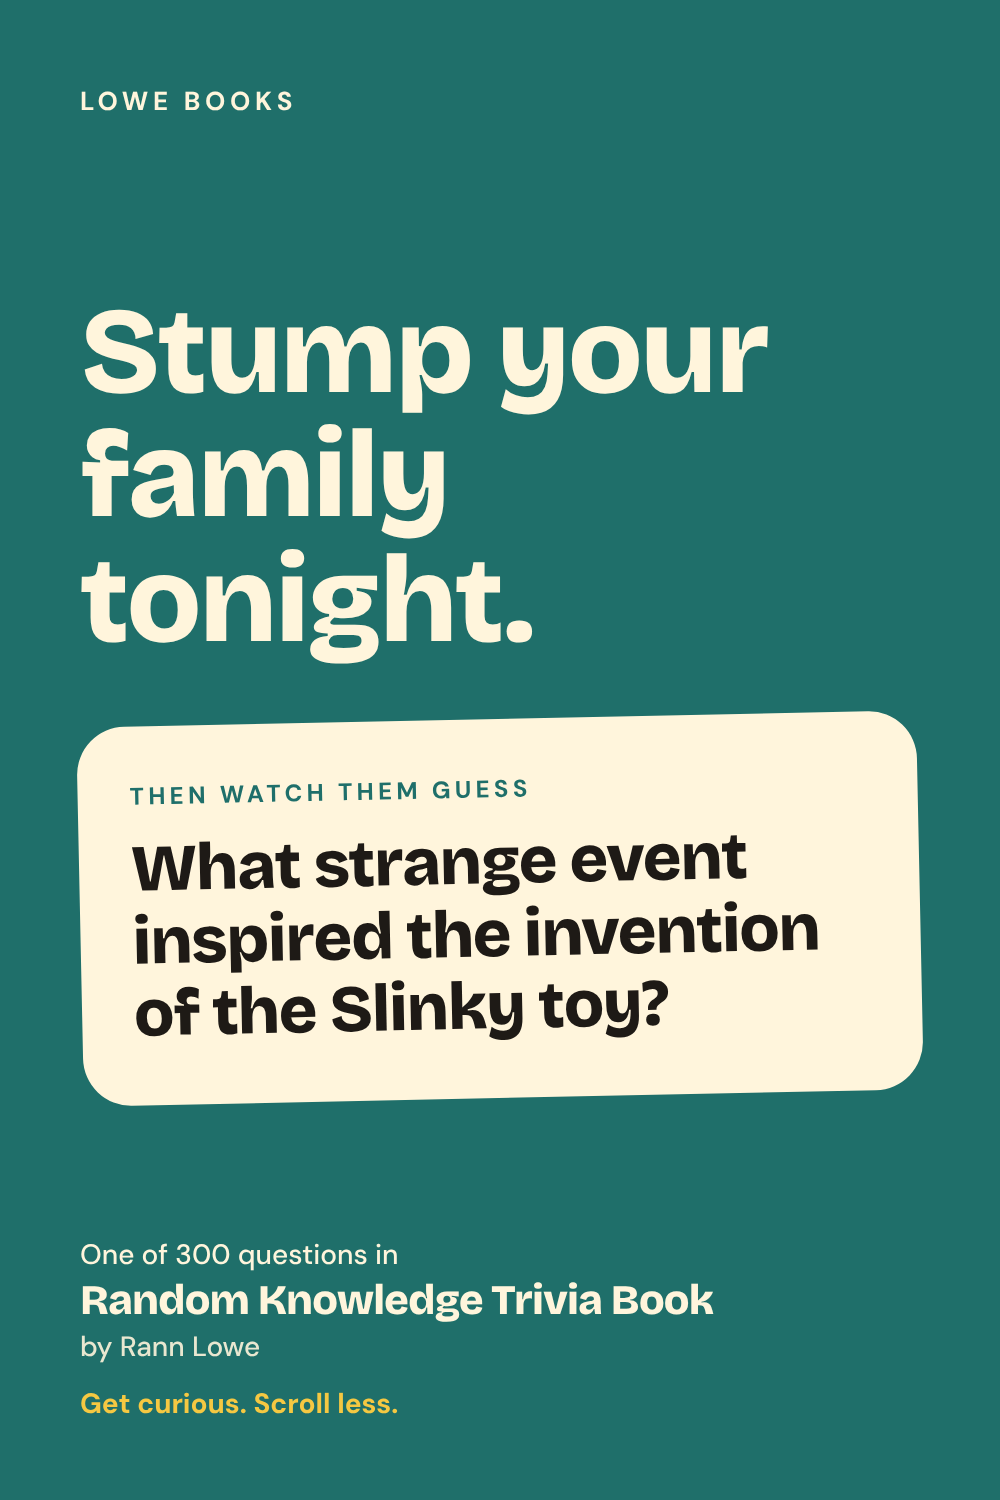 LOWE BOOKS
Stump your
family
tonight.
THEN WATCH THEM GUESS
What strange event
inspired the invention
of the Slinky toy?
One of 300 questions in
Random Knowledge Trivia Book
by Rann Lowe
Get curious. Scroll less.